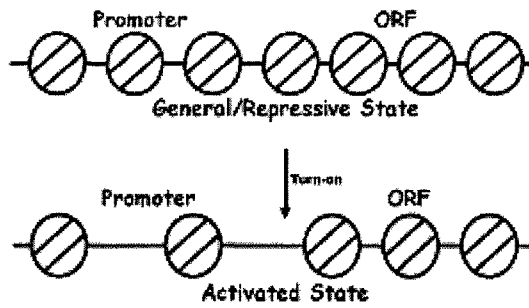 Promoter ORF
General/Repressive State
Turn-on
Promoter ORF
Activated State